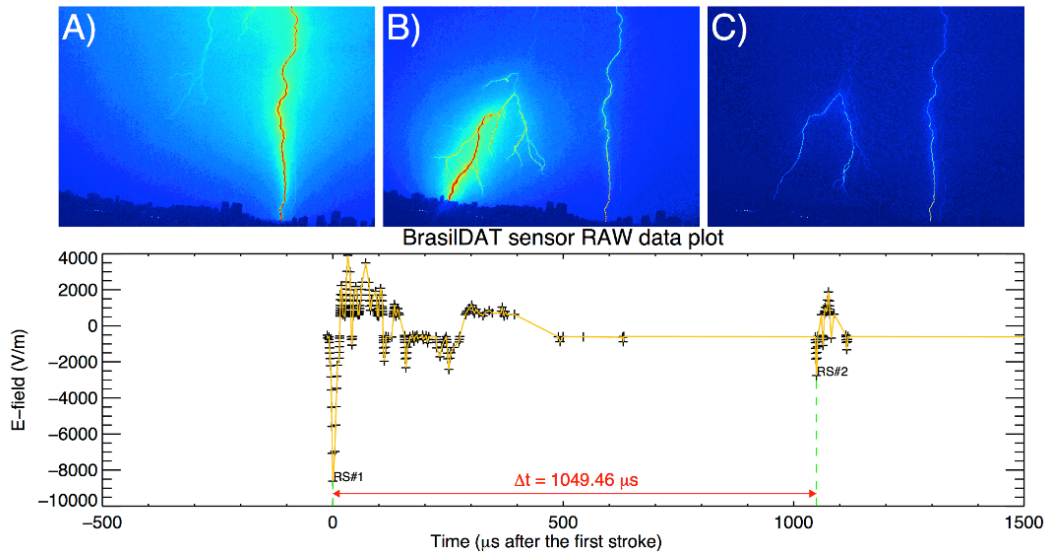 A)
B)
C)
BrasilDAT sensor RAW data plot
E-field (V/m)
4000
2000
0
-2000
-4000
-6000
-8000
-10000
RS#1
RS#2
Δt = 1049.46 μs
-500
0
500
1000
1500
Time (μs after the first stroke)